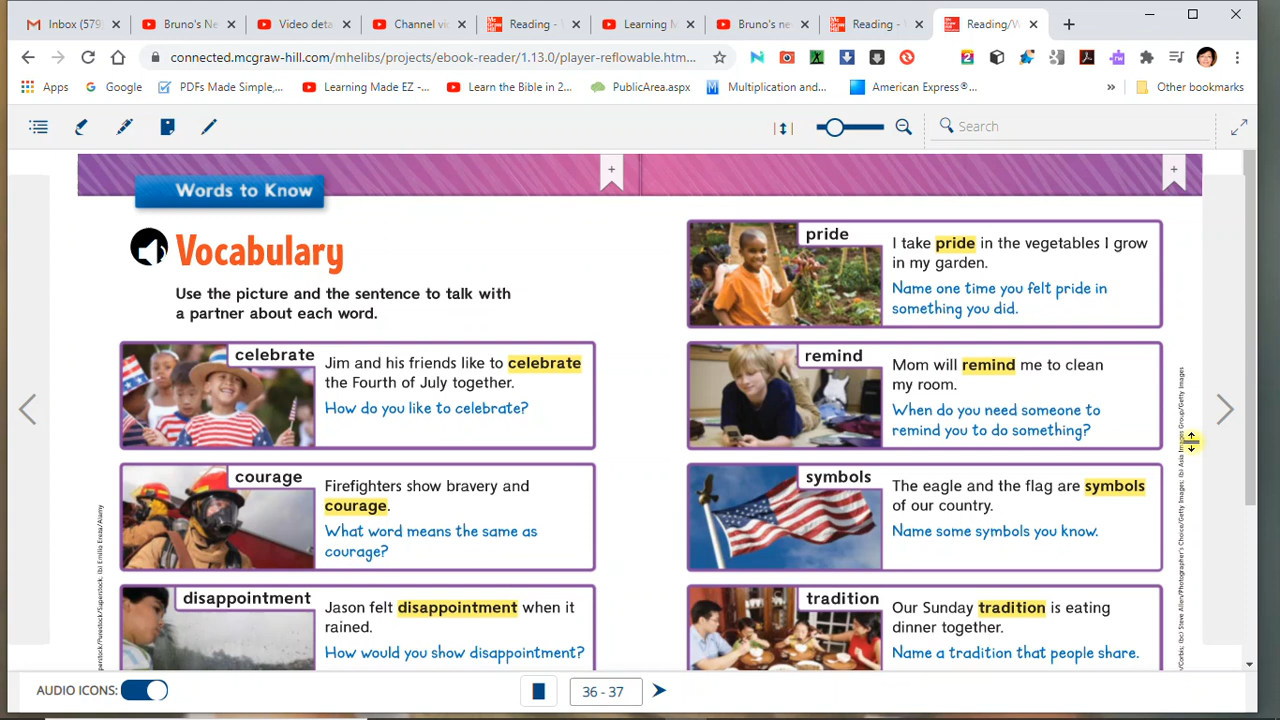 Inbox (579
Bruno's Ne
Video deta
Channel vi
Reading - W
Learning M
Bruno's ne
Reading - W
Reading/W
connected.mcgraw-hill.com/mhelibs/projects/ebook-reader/1.13.0/player-reflowable.htm...
Apps
Google
PDFs Made Simple,...
Learning Made EZ -...
Learn the Bible in 2...
PublicArea.aspx
Multiplication and...
American Express®...
Other bookmarks
Search
Words to Know
Vocabulary
Use the picture and the sentence to talk with
a partner about each word.
celebrate
Jim and his friends like to celebrate
the Fourth of July together.
How do you like to celebrate?
courage
Firefighters show bravery and
courage.
What word means the same as
courage?
disappointment
Jason felt disappointment when it
rained.
How would you show disappointment?
pride
I take pride in the vegetables I grow
in my garden.
Name one time you felt pride in
something you did.
remind
Mom will remind me to clean
my room.
When do you need someone to
remind you to do something?
symbols
The eagle and the flag are symbols
of our country.
Name some symbols you know.
tradition
Our Sunday tradition is eating
dinner together.
Name a tradition that people share.
AUDIO ICONS:
36 - 37